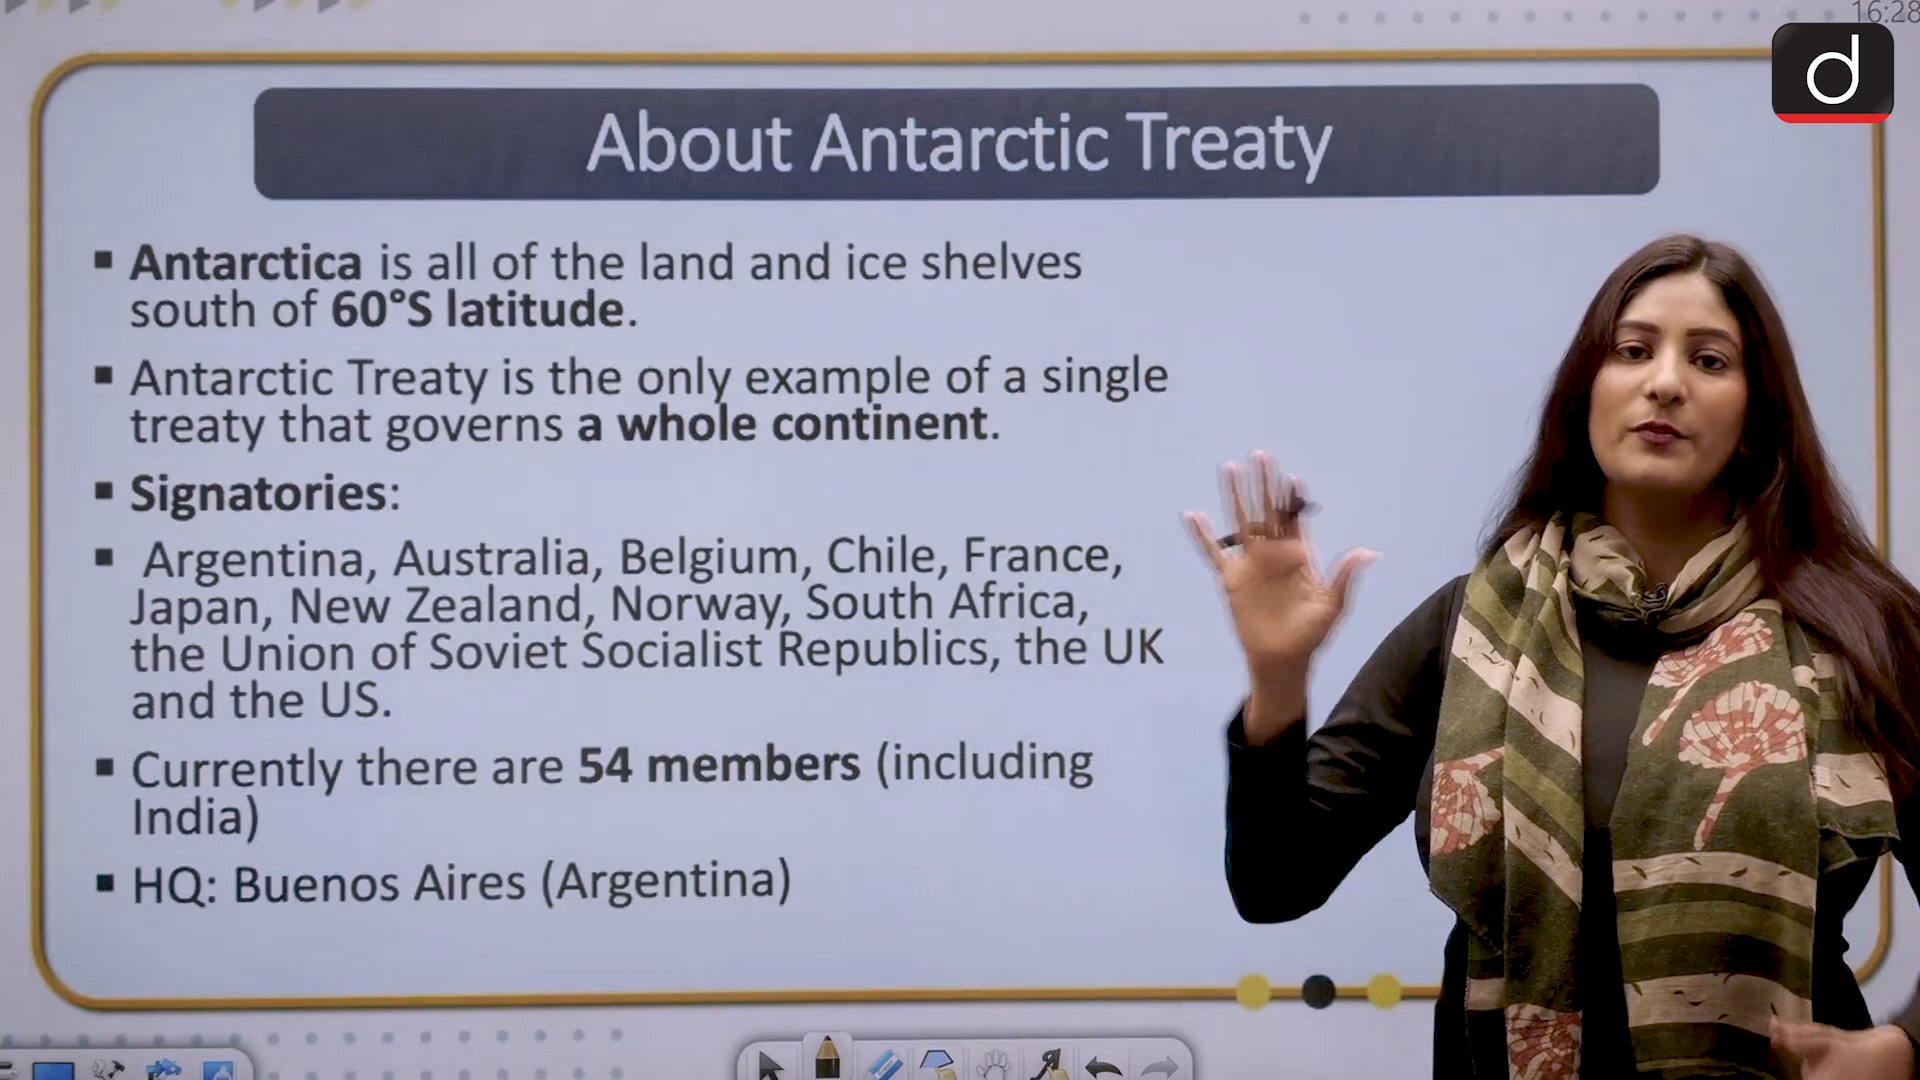 16:28
d
About Antarctic Treaty
▪ Antarctica is all of the land and ice shelves
south of 60°S latitude.
▪ Antarctic Treaty is the only example of a single
treaty that governs a whole continent.
▪ Signatories:
▪ Argentina, Australia, Belgium, Chile, France,
Japan, New Zealand, Norway, South Africa,
the Union of Soviet Socialist Republics, the UK
and the US.
▪ Currently there are 54 members (including
India)
▪ HQ: Buenos Aires (Argentina)